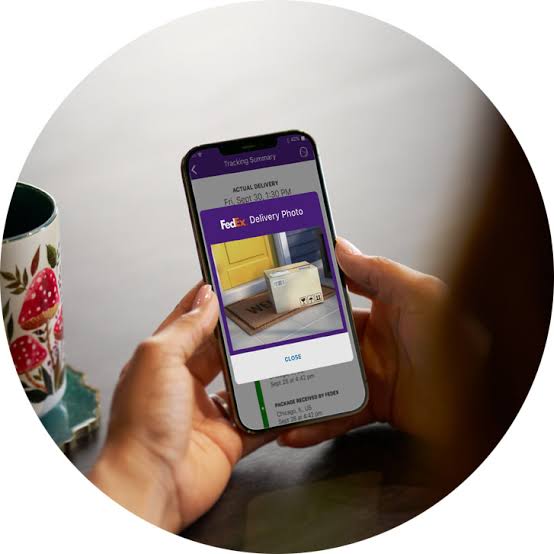 Tracking Summary
ACTUAL DELIVERY
Fri, Sept 30, 1:30 PM
FedEx Delivery Photo
CLOSE
Sept 28 at 4:42 pm
PACKAGE RECEIVED BY FEDEX
Chicago, IL, US
Sept 28 at 4:42 pm